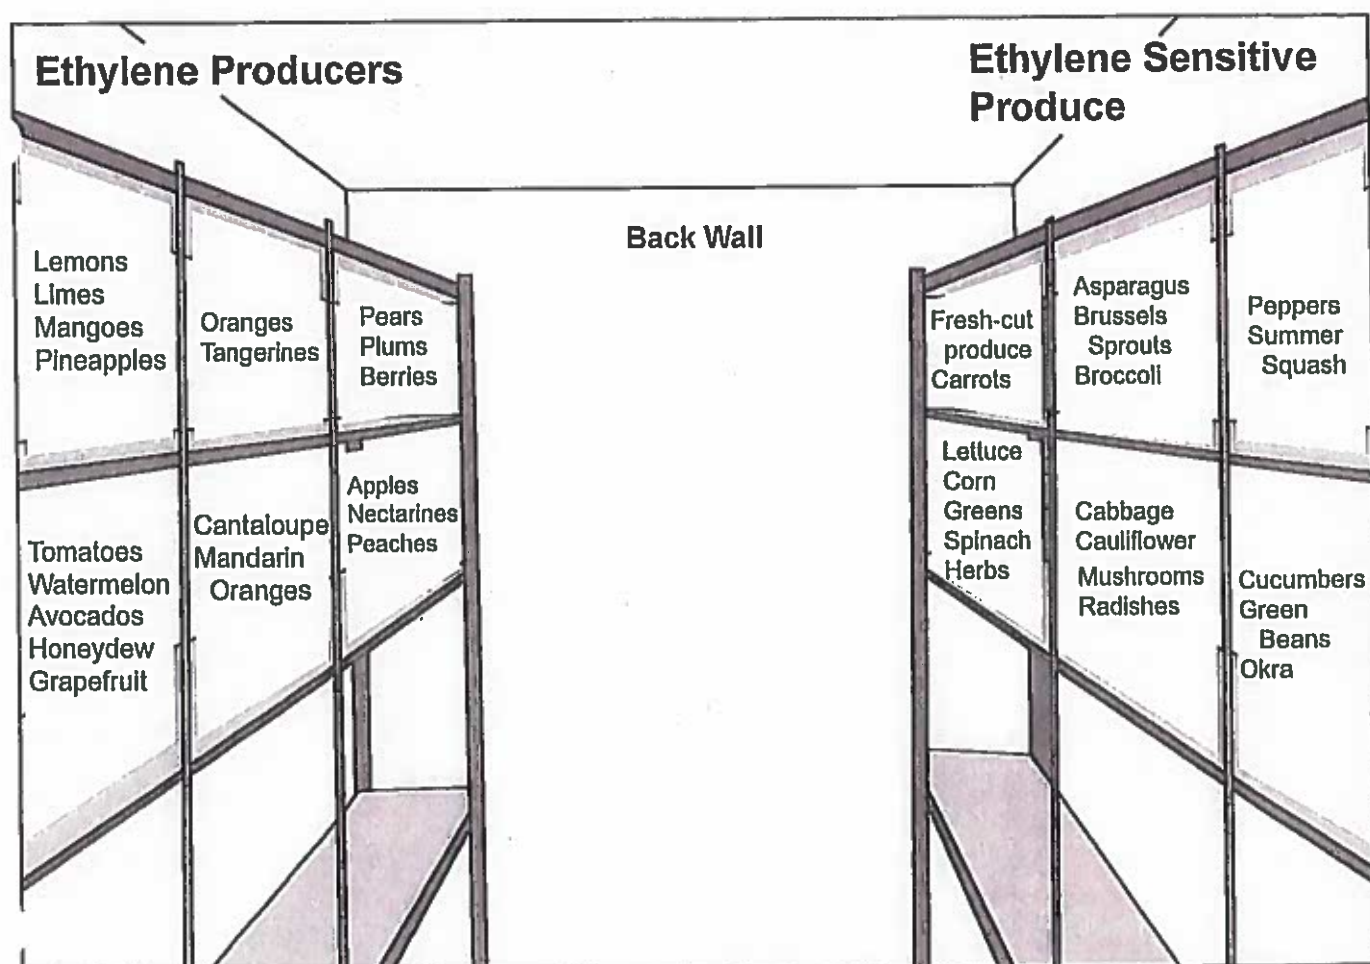 Ethylene Producers
Ethylene Sensitive
Produce
Back Wall
Lemons
Limes
Mangoes
Pineapples
Oranges
Tangerines
Pears
Plums
Berries
Tomatoes
Watermelon
Avocados
Honeydew
Grapefruit
Cantaloupe
Mandarin
Oranges
Apples
Nectarines
Peaches
Fresh-cut
produce
Carrots
Asparagus
Brussels
Sprouts
Broccoli
Peppers
Summer
Squash
Lettuce
Corn
Greens
Spinach
Herbs
Cabbage
Cauliflower
Mushrooms
Radishes
Cucumbers
Green
Beans
Okra